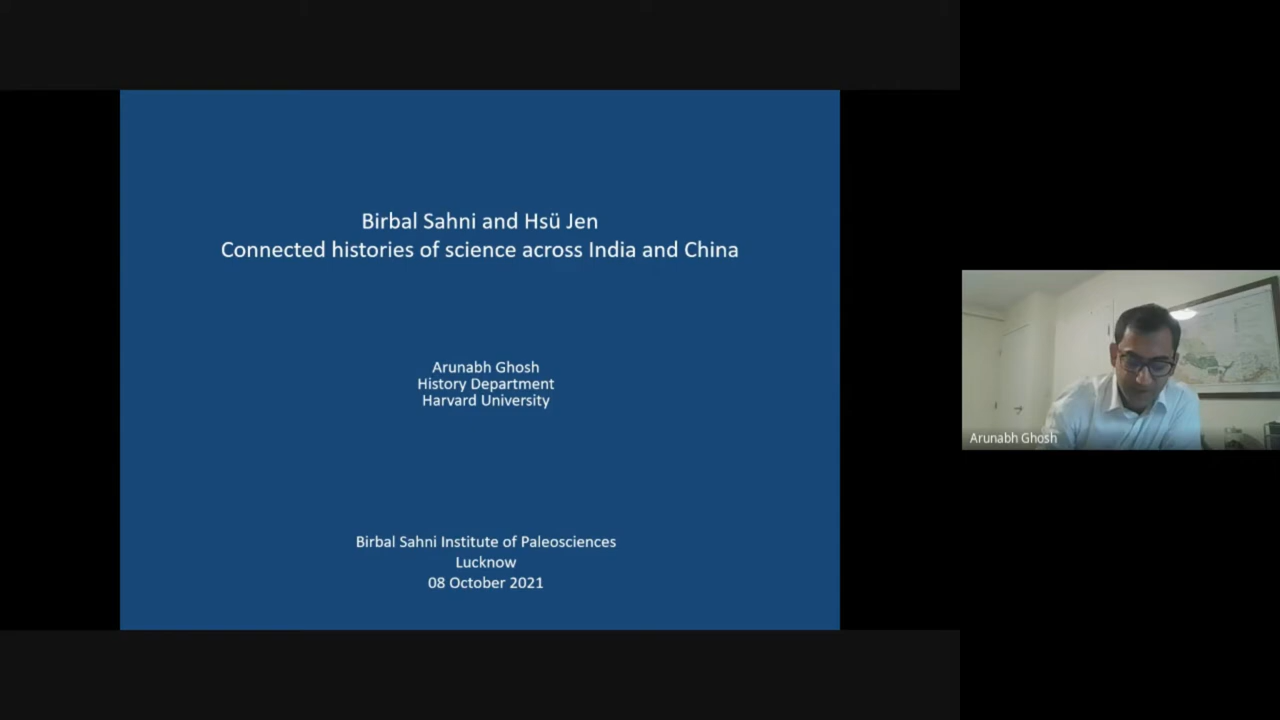 Birbal Sahni and Hsü Jen
Connected histories of science across India and China
Arunabh Ghosh
History Department
Harvard University
Birbal Sahni Institute of Paleosciences
Lucknow
08 October 2021
Arunabh Ghosh